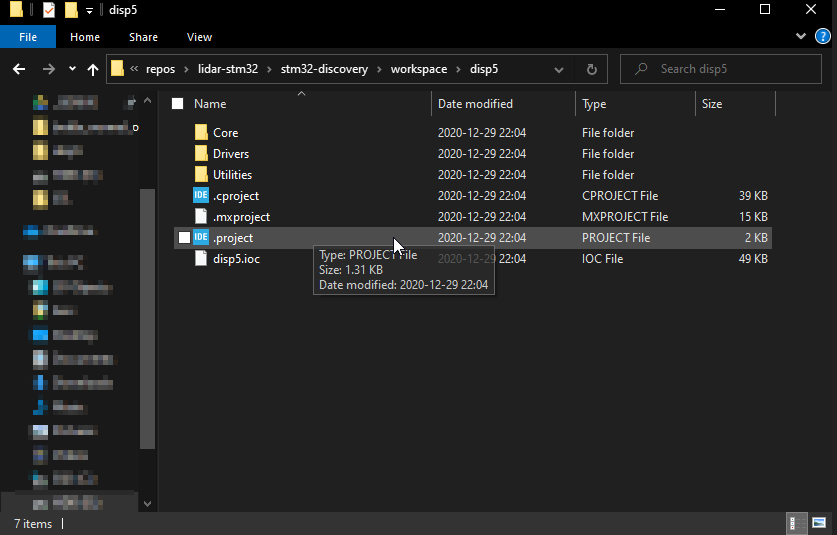 disp5
File Home Share View
« repos › lidar-stm32 › stm32-discovery › workspace › disp5 Search disp5
Name Date modified Type Size
Core 2020-12-29 22:04 File folder
Drivers 2020-12-29 22:04 File folder
Utilities 2020-12-29 22:04 File folder
IDE .cproject 2020-12-29 22:04 CPROJECT File 39 KB
.mxproject 2020-12-29 22:04 MXPROJECT File 15 KB
IDE .project 2020-12-29 22:04 PROJECT File 2 KB
disp5.ioc 2020-12-29 22:04 IOC File 49 KB
Type: PROJECT File
Size: 1.31 KB
Date modified: 2020-12-29 22:04
7 items